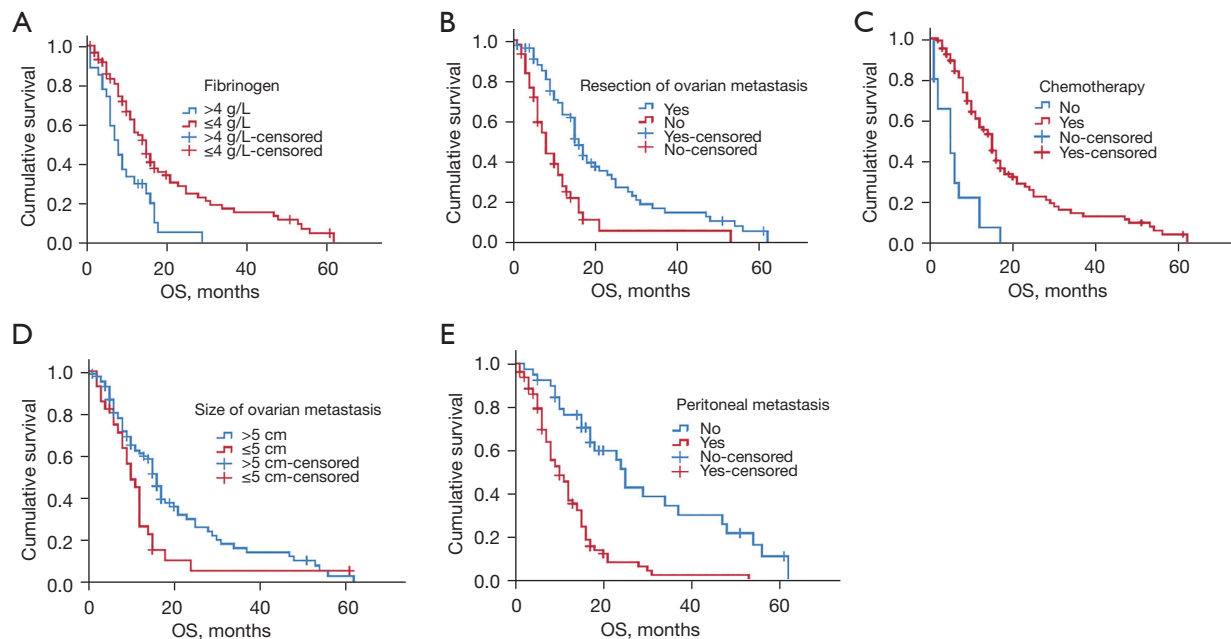 A
Cumulative survival
1.0
0.8
0.6
0.4
0.2
0.0
0
20
40
60
OS, months
Fibrinogen
>4 g/L
≤4 g/L
>4 g/L-censored
≤4 g/L-censored
B
Cumulative survival
1.0
0.8
0.6
0.4
0.2
0.0
0
20
40
60
OS, months
Resection of ovarian metastasis
Yes
No
Yes-censored
No-censored
C
Cumulative survival
1.0
0.8
0.6
0.4
0.2
0.0
0
20
40
60
OS, months
Chemotherapy
No
Yes
No-censored
Yes-censored
D
Cumulative survival
1.0
0.8
0.6
0.4
0.2
0.0
0
20
40
60
OS, months
Size of ovarian metastasis
>5 cm
≤5 cm
>5 cm-censored
≤5 cm-censored
E
Cumulative survival
1.0
0.8
0.6
0.4
0.2
0.0
0
20
40
60
OS, months
Peritoneal metastasis
No
Yes
No-censored
Yes-censored